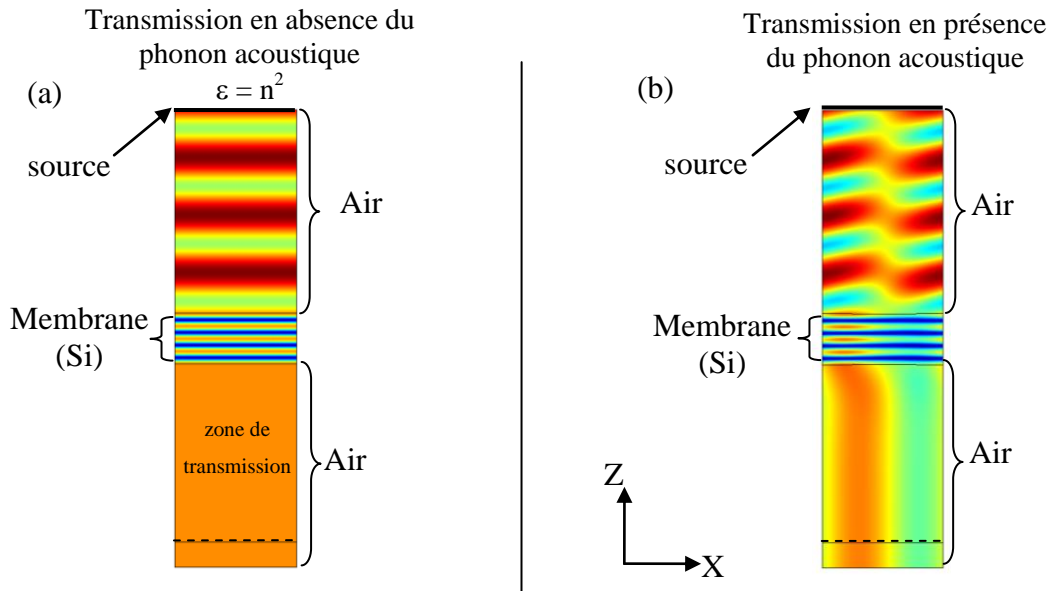 Transmission en absence du
phonon acoustique
(a)
ε = n²
source
Air
Membrane
(Si)
zone de
transmission
Air
Transmission en présence
du phonon acoustique
(b)
source
Air
Membrane
(Si)
Air
Z
X